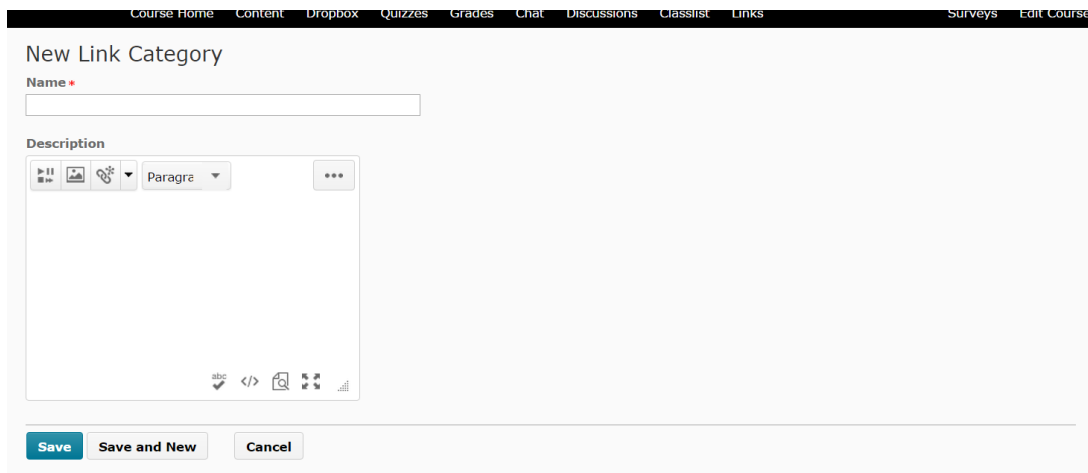 Course Home Content Dropbox Quizzes Grades Chat Discussions Classlist Links Surveys Edit Course
New Link Category
Name *
Description
Paragra
abc
</>
Save Save and New Cancel